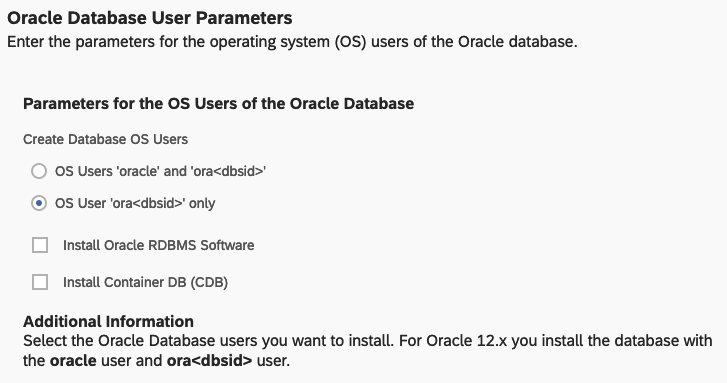 Oracle Database User Parameters
Enter the parameters for the operating system (OS) users of the Oracle database.
Parameters for the OS Users of the Oracle Database
Create Database OS Users
OS Users 'oracle' and 'ora<dbsid>'
OS User 'ora<dbsid>' only
Install Oracle RDBMS Software
Install Container DB (CDB)
Additional Information
Select the Oracle Database users you want to install. For Oracle 12.x you install the database with
the oracle user and ora<dbsid> user.